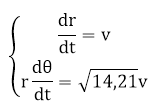 dr/dt = v
r dθ/dt = √14,21v